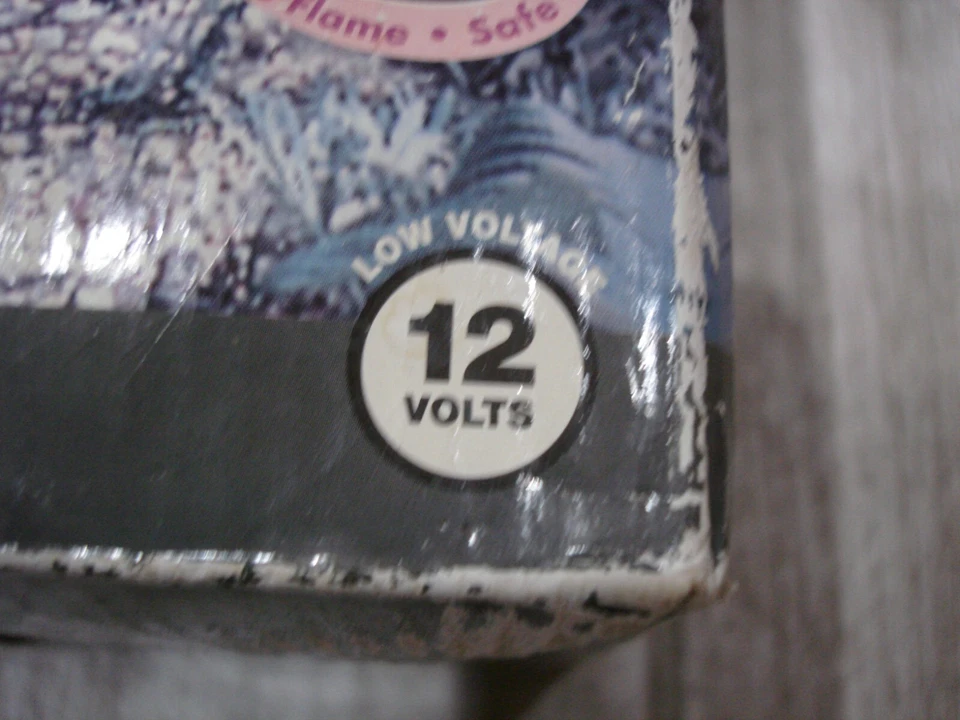 Flame • Safe
LOW VOLTAGE
12
VOLTS